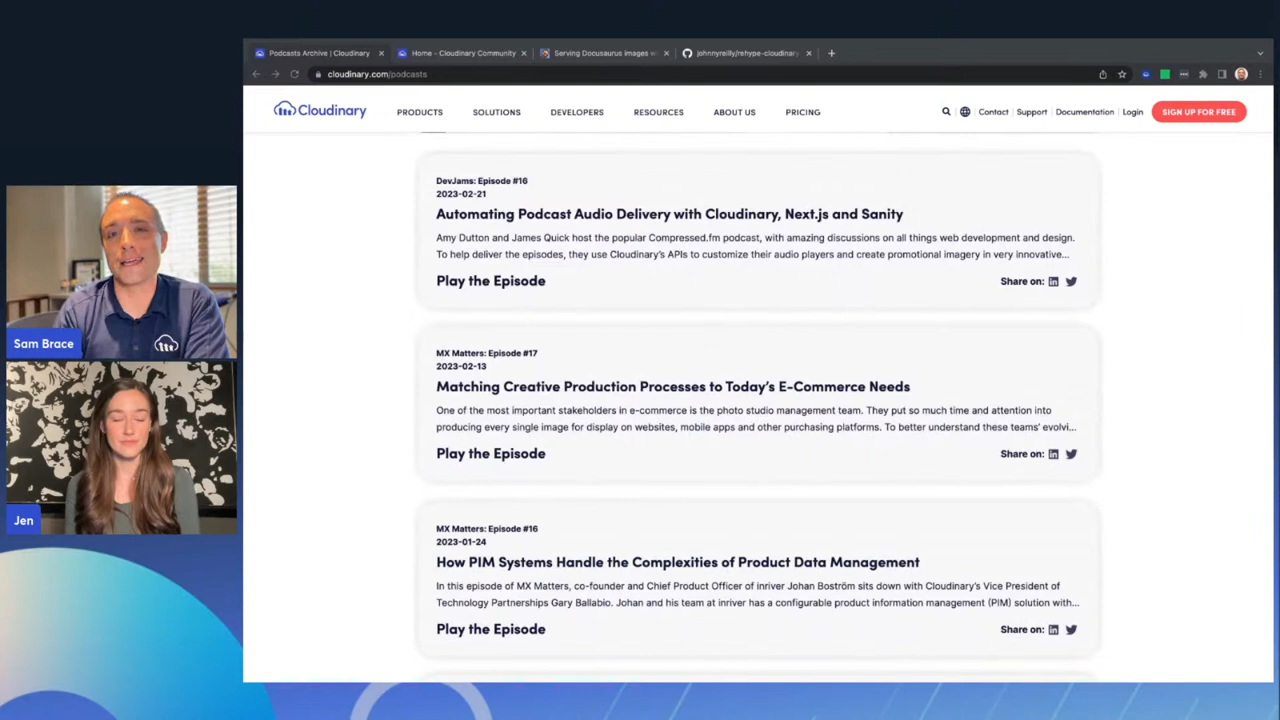 Podcasts Archive | Cloudinary
Home - Cloudinary Community
Serving Docusaurus images w
johnnyreilly/rehype-cloudinary
cloudinary.com/podcasts
Cloudinary
PRODUCTS
SOLUTIONS
DEVELOPERS
RESOURCES
ABOUT US
PRICING
Contact
Support
Documentation
Login
SIGN UP FOR FREE
DevJams: Episode #16
2023-02-21
Automating Podcast Audio Delivery with Cloudinary, Next.js and Sanity
Amy Dutton and James Quick host the popular Compressed.fm podcast, with amazing discussions on all things web development and design.
To help deliver the episodes, they use Cloudinary's APIs to customize their audio players and create promotional imagery in very innovative...
Play the Episode
Share on:
MX Matters: Episode #17
2023-02-13
Matching Creative Production Processes to Today's E-Commerce Needs
One of the most important stakeholders in e-commerce is the photo studio management team. They put so much time and attention into
producing every single image for display on websites, mobile apps and other purchasing platforms. To better understand these teams' evolvi...
Play the Episode
Share on:
MX Matters: Episode #16
2023-01-24
How PIM Systems Handle the Complexities of Product Data Management
In this episode of MX Matters, co-founder and Chief Product Officer of inriver Johan Boström sits down with Cloudinary's Vice President of
Technology Partnerships Gary Ballabio. Johan and his team at inriver has a configurable product information management (PIM) solution with...
Play the Episode
Share on:
Sam Brace
Jen